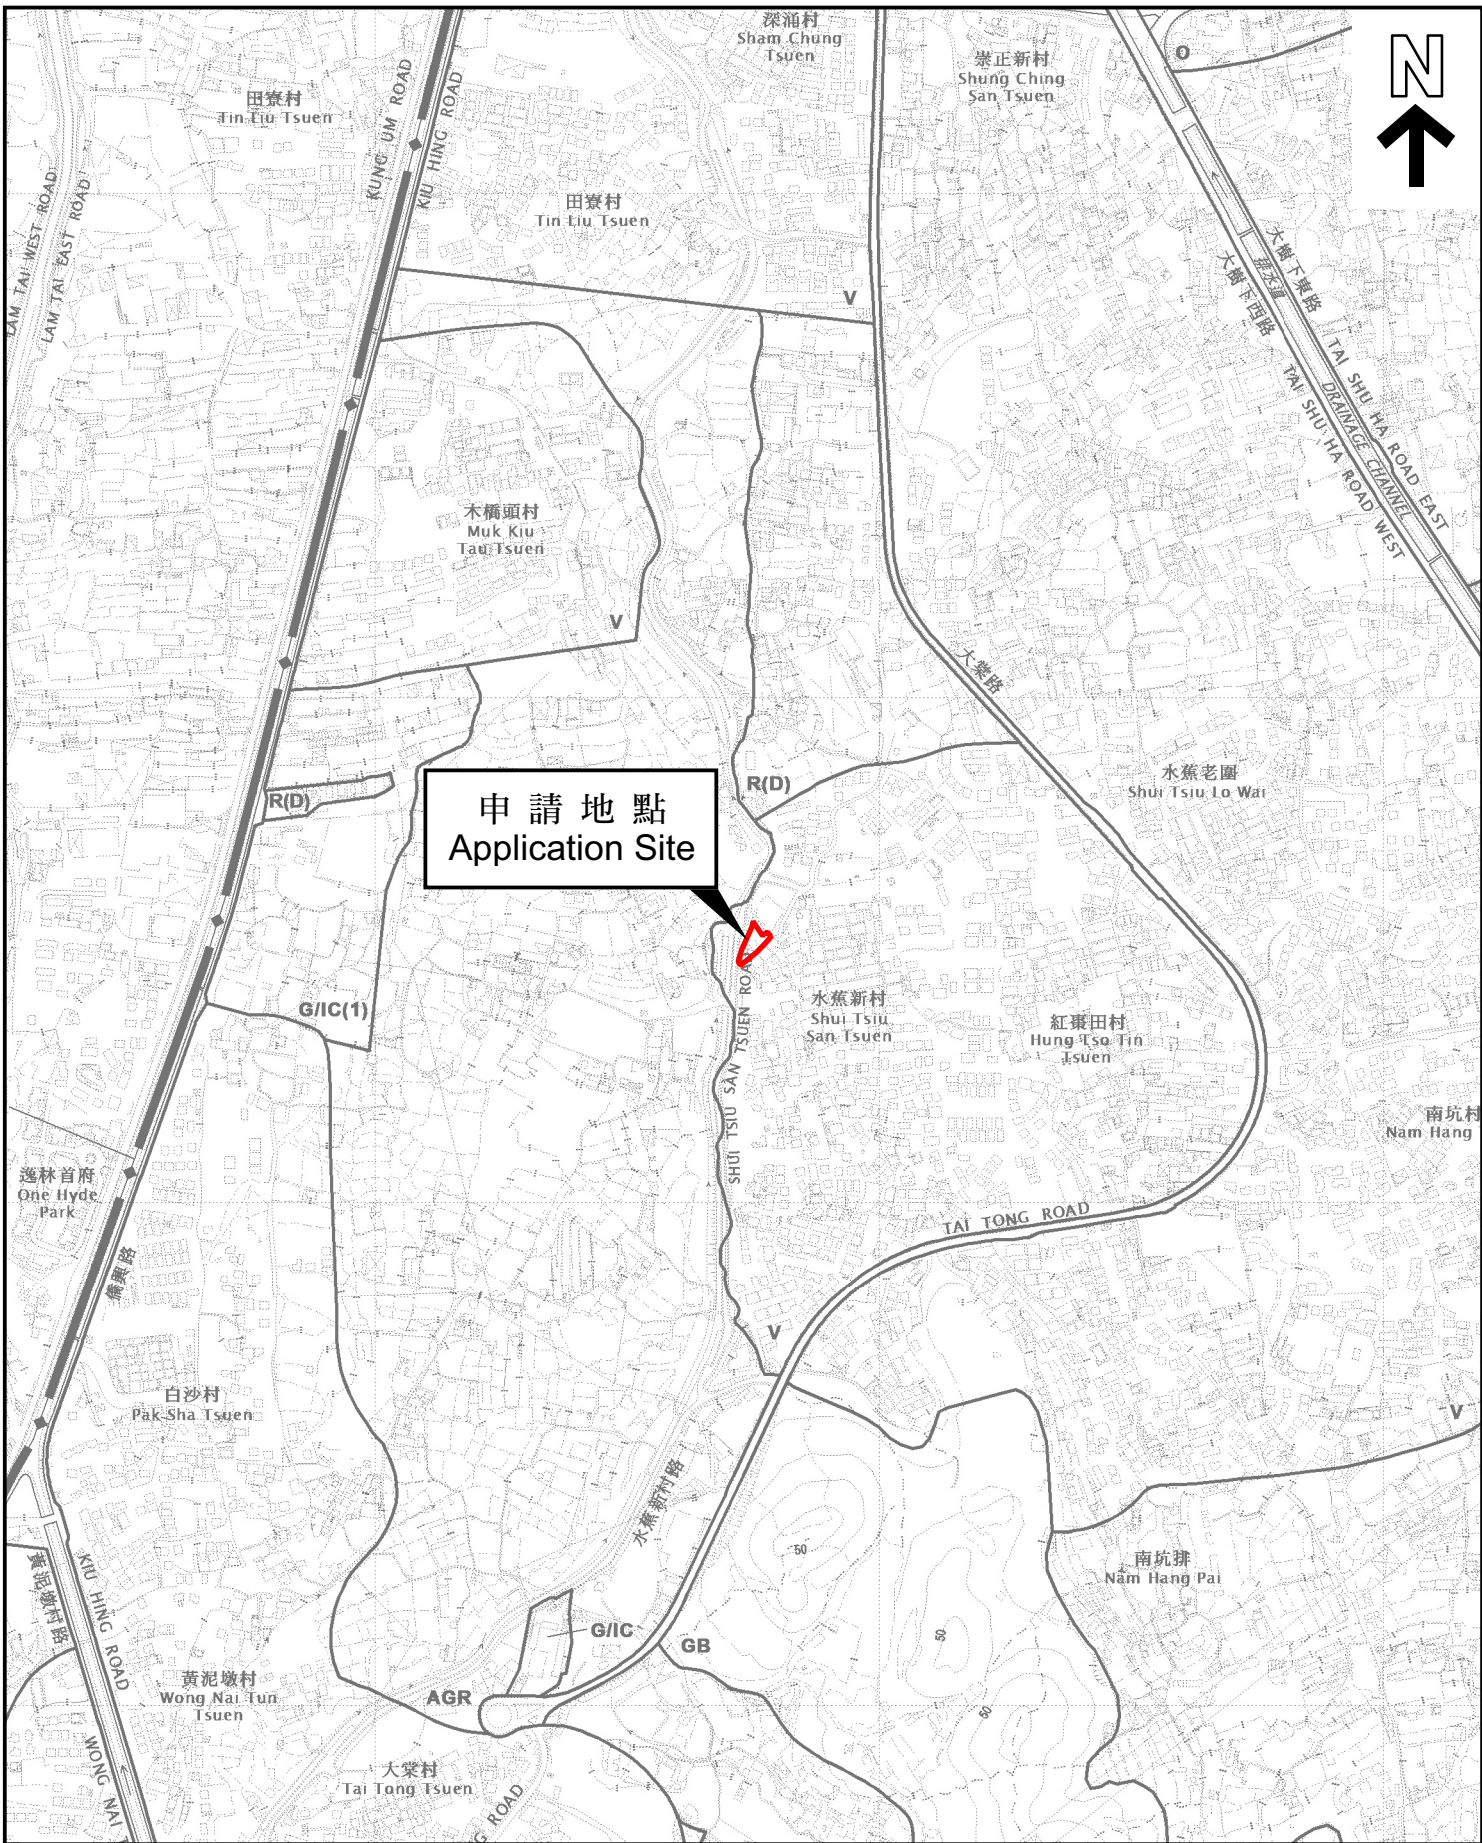 深涌村
Sham Chung
Tsuen
崇正新村
Shung Ching
San Tsuen
O
N
田寮村
Tin Liu Tsuen
KUNG UM ROAD
KIU HING ROAD
田寮村
Tin Liu Tsuen
LAM TAI WEST ROAD
LAM TAI EAST ROAD
V
大樹下東路
排水道
大樹下西路
TAI SHU HA ROAD EAST
DRAINAGE CHANNEL
TAI SHU HA ROAD WEST
木橋頭村
Muk Kiu
Tau Tsuen
V
大棠路
R(D)
R(D)
水蕉老圍
Shui Tsiu Lo Wai
申請地點
Application Site
G/IC(1)
SHUI TSIU SAN TSUEN ROAD
水蕉新村
Shui Tsiu
San Tsuen
紅棗田村
Hung Tso Tin
Tsuen
南坑村
Nam Hang
逸林首府
One Hyde
Park
僑興路
TAI TONG ROAD
V
白沙村
Pak Sha Tsuen
V
水蕉新村路
50
50
50
南坑排
Nam Hang Pai
黃泥墩村路
KIU HING ROAD
G/IC
GB
AGR
黃泥墩村
Wong Nai Tun
Tsuen
WONG NAI
大棠村
Tai Tong Tsuen
G ROAD